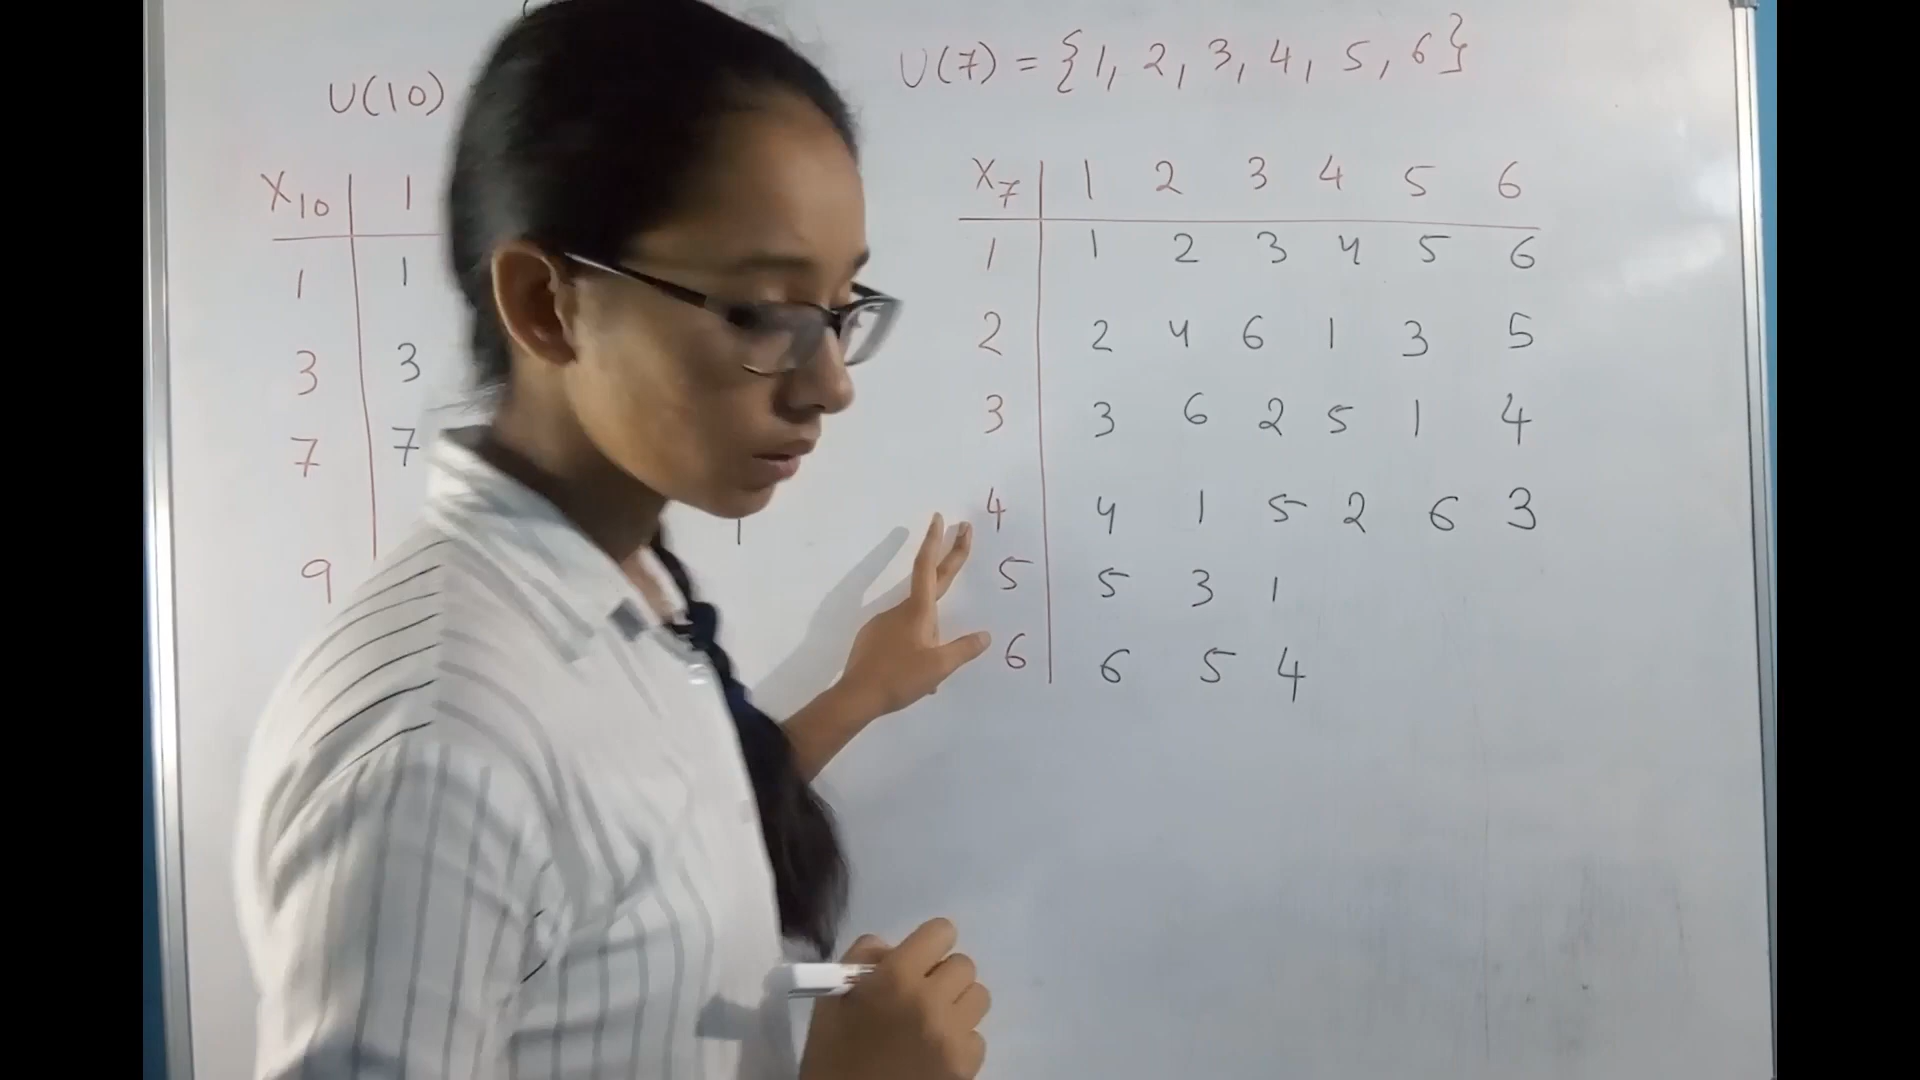 U(10)
X10 | 1
1 | 1
3 | 3
7 | 7
9
U(7) = {1, 2, 3, 4, 5, 6}
X7 | 1 2 3 4 5 6
1 | 1 2 3 4 5 6
2 | 2 4 6 1 3 5
3 | 3 6 2 5 1 4
4 | 4 1 5 2 6 3
5 | 5 3 1
6 | 6 5 4